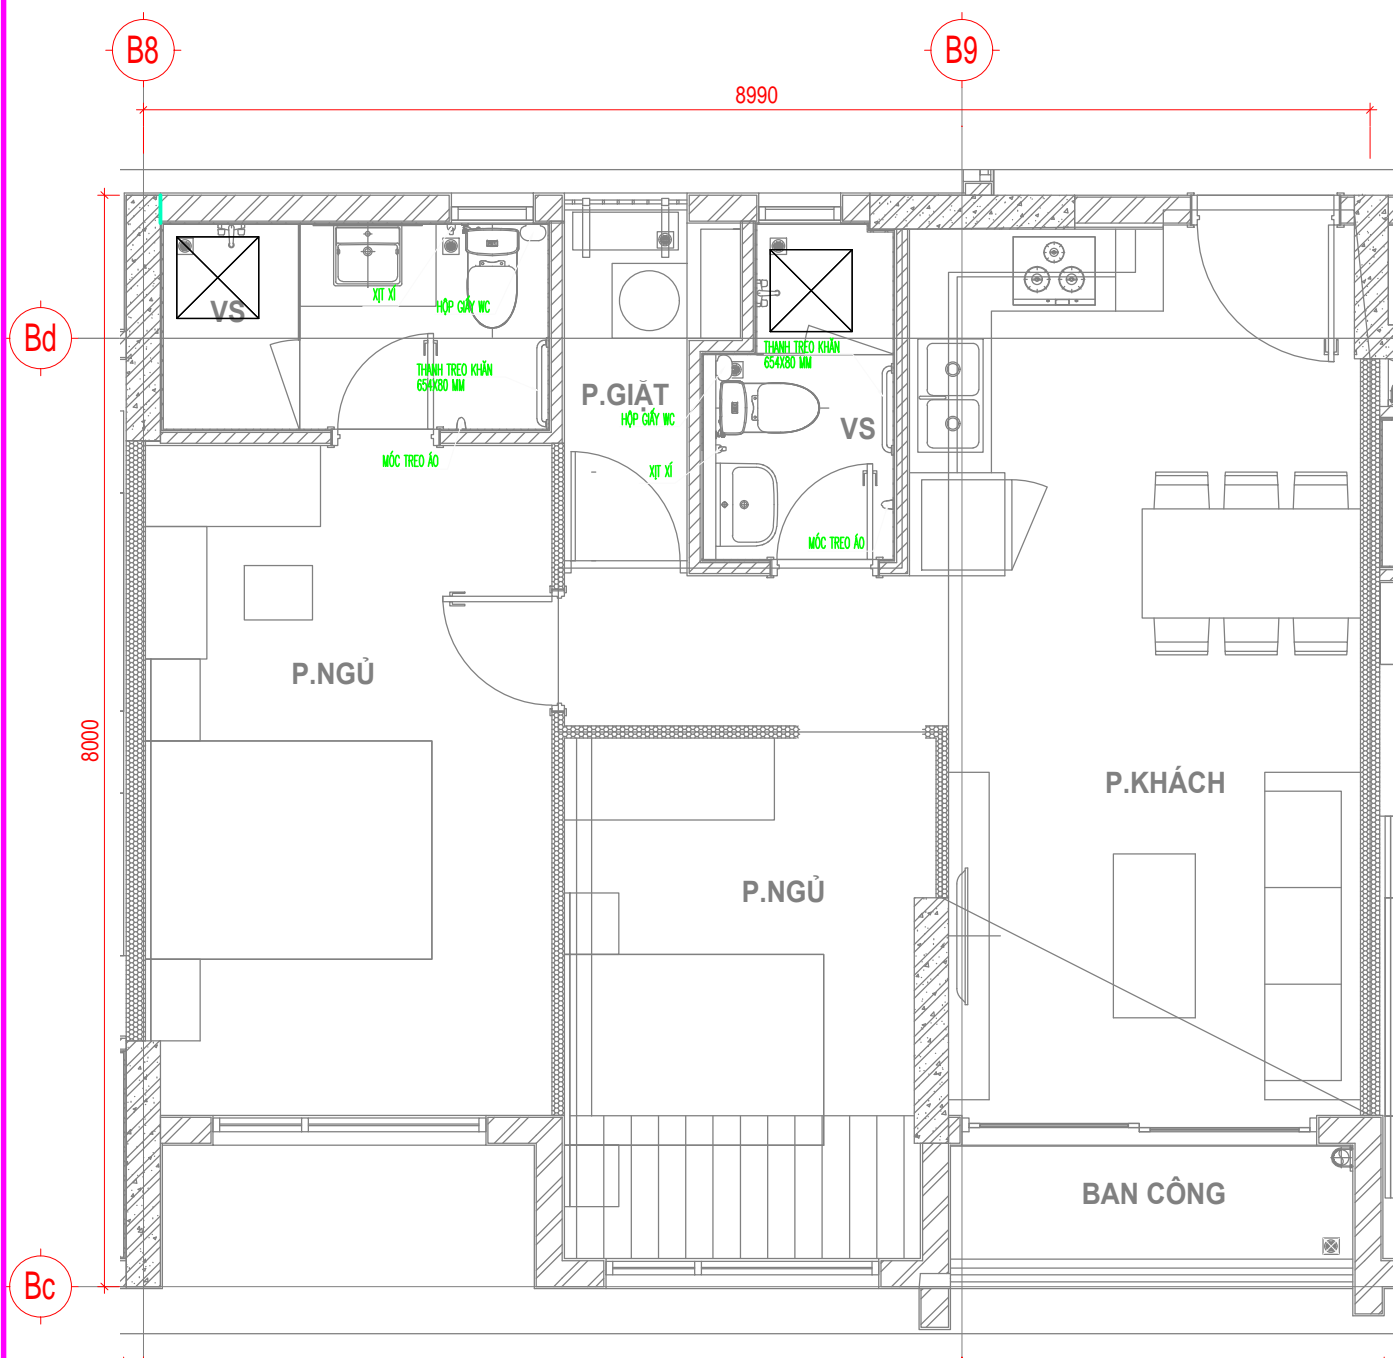 B8
B9
8990
VS
XỊT XÍ
HỘP GIẤY WC
Bd
THANH TREO KHĂN
654X80 MM
THANH TREO KHĂN
654X80 MM
P.GIẶT
HỘP GIẤY WC
VS
MÓC TREO ÁO
XỊT XÍ
MÓC TREO ÁO
P.NGỦ
8000
P.KHÁCH
P.NGỦ
BAN CÔNG
Bc